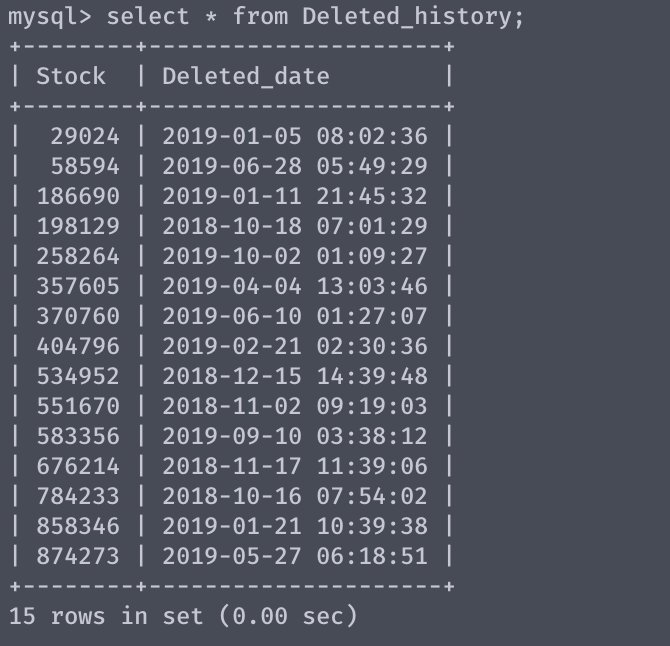 mysql> select * from Deleted_history;
+--------+---------------------+
| Stock  | Deleted_date        |
+--------+---------------------+
|  29024 | 2019-01-05 08:02:36 |
|  58594 | 2019-06-28 05:49:29 |
| 186690 | 2019-01-11 21:45:32 |
| 198129 | 2018-10-18 07:01:29 |
| 258264 | 2019-10-02 01:09:27 |
| 357605 | 2019-04-04 13:03:46 |
| 370760 | 2019-06-10 01:27:07 |
| 404796 | 2019-02-21 02:30:36 |
| 534952 | 2018-12-15 14:39:48 |
| 551670 | 2018-11-02 09:19:03 |
| 583356 | 2019-09-10 03:38:12 |
| 676214 | 2018-11-17 11:39:06 |
| 784233 | 2018-10-16 07:54:02 |
| 858346 | 2019-01-21 10:39:38 |
| 874273 | 2019-05-27 06:18:51 |
+--------+---------------------+
15 rows in set (0.00 sec)